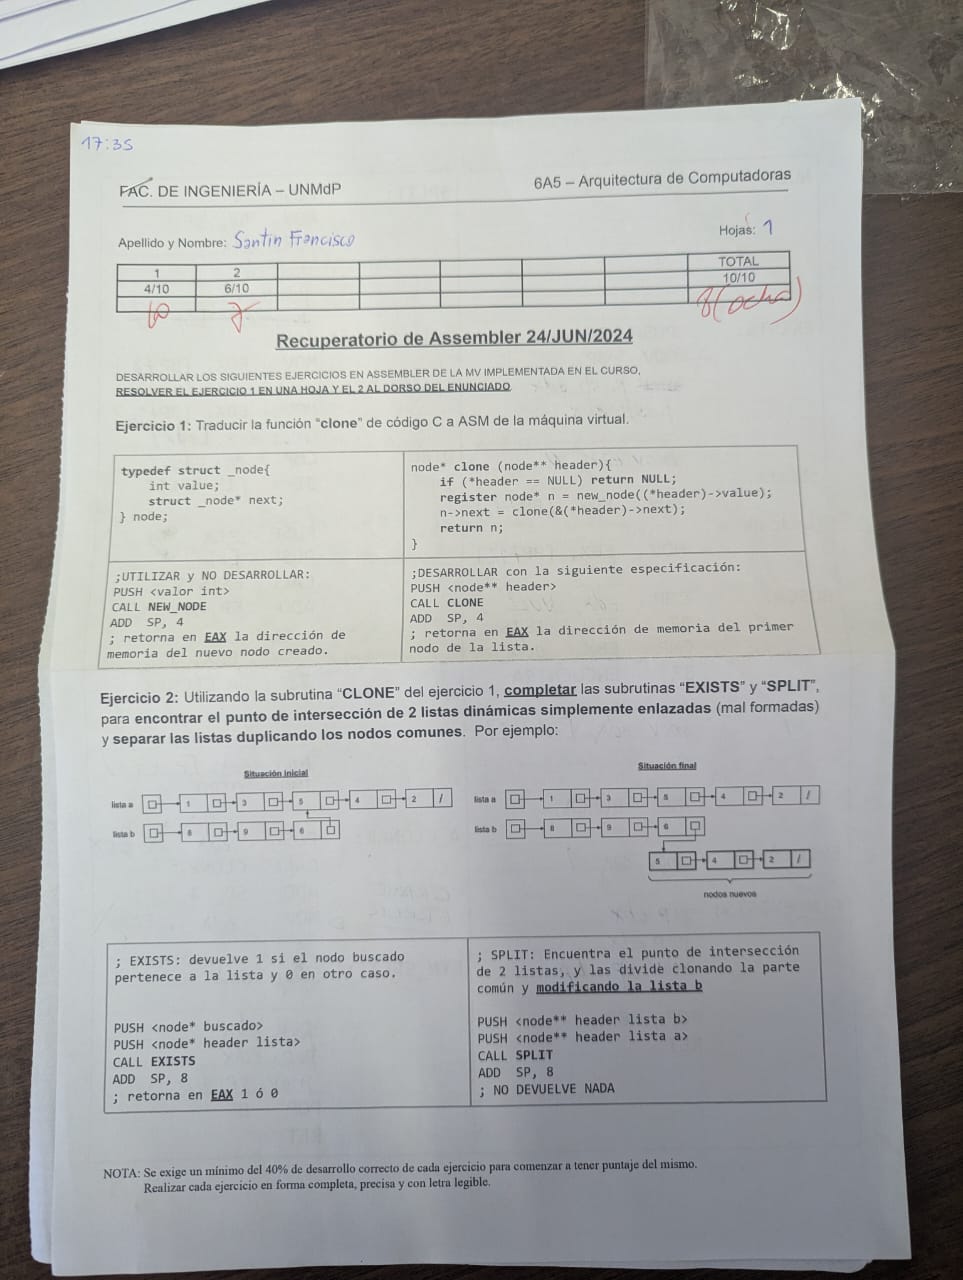 17:35
FAC. DE INGENIERÍA – UNMdP
6A5 – Arquitectura de Computadoras
Apellido y Nombre: Santin Francisco
Hojas: 1
1 2 TOTAL
4/10 6/10 10/10
10 7 8 (ocho)
Recuperatorio de Assembler 24/JUN/2024
DESARROLLAR LOS SIGUIENTES EJERCICIOS EN ASSEMBLER DE LA MV IMPLEMENTADA EN EL CURSO,
RESOLVER EL EJERCICIO 1 EN UNA HOJA Y EL 2 AL DORSO DEL ENUNCIADO
Ejercicio 1: Traducir la función "clone" de código C a ASM de la máquina virtual.
typedef struct _node{
int value;
struct _node* next;
} node;
node* clone (node** header){
if (*header == NULL) return NULL;
register node* n = new_node((*header)->value);
n->next = clone(&(*header)->next);
return n;
}
;UTILIZAR y NO DESARROLLAR:
PUSH <valor int>
CALL NEW_NODE
ADD SP, 4
; retorna en EAX la dirección de
memoria del nuevo nodo creado.
;DESARROLLAR con la siguiente especificación:
PUSH <node** header>
CALL CLONE
ADD SP, 4
; retorna en EAX la dirección de memoria del primer
nodo de la lista.
Ejercicio 2: Utilizando la subrutina "CLONE" del ejercicio 1, completar las subrutinas "EXISTS" y "SPLIT",
para encontrar el punto de intersección de 2 listas dinámicas simplemente enlazadas (mal formadas)
y separar las listas duplicando los nodos comunes. Por ejemplo:
Situación inicial
lista a 1 3 5 4 2 /
lista b 8 9 6
Situación final
lista a 1 3 5 4 2 /
lista b 8 9 6
5 4 2 /
nodos nuevos
; EXISTS: devuelve 1 si el nodo buscado
pertenece a la lista y 0 en otro caso.
PUSH <node* buscado>
PUSH <node* header lista>
CALL EXISTS
ADD SP, 8
; retorna en EAX 1 ó 0
; SPLIT: Encuentra el punto de intersección
de 2 listas, y las divide clonando la parte
común y modificando la lista b
PUSH <node** header lista b>
PUSH <node** header lista a>
CALL SPLIT
ADD SP, 8
; NO DEVUELVE NADA
NOTA: Se exige un mínimo del 40% de desarrollo correcto de cada ejercicio para comenzar a tener puntaje del mismo.
Realizar cada ejercicio en forma completa, precisa y con letra legible.